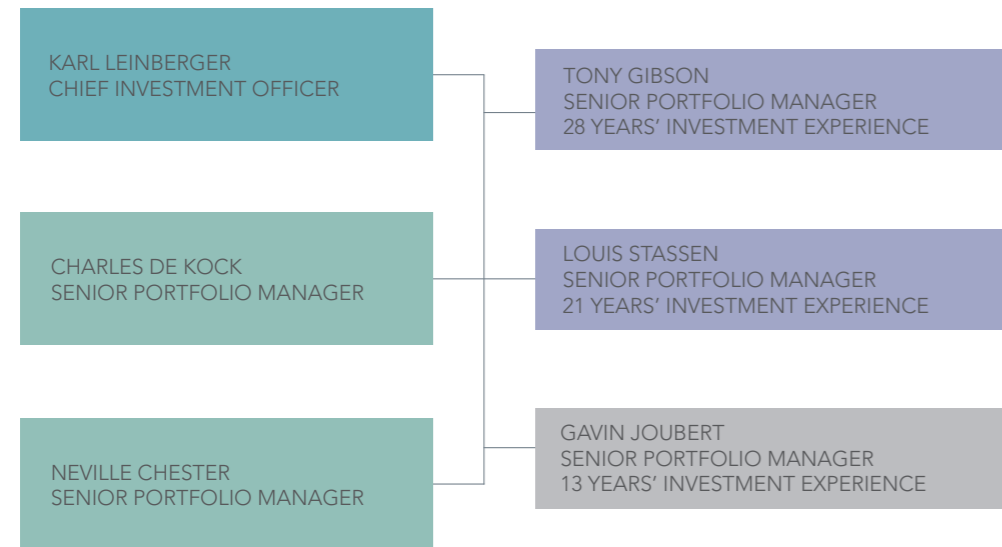 KARL LEINBERGER
CHIEF INVESTMENT OFFICER
CHARLES DE KOCK
SENIOR PORTFOLIO MANAGER
NEVILLE CHESTER
SENIOR PORTFOLIO MANAGER
TONY GIBSON
SENIOR PORTFOLIO MANAGER
28 YEARS’ INVESTMENT EXPERIENCE
LOUIS STASSEN
SENIOR PORTFOLIO MANAGER
21 YEARS’ INVESTMENT EXPERIENCE
GAVIN JOUBERT
SENIOR PORTFOLIO MANAGER
13 YEARS’ INVESTMENT EXPERIENCE